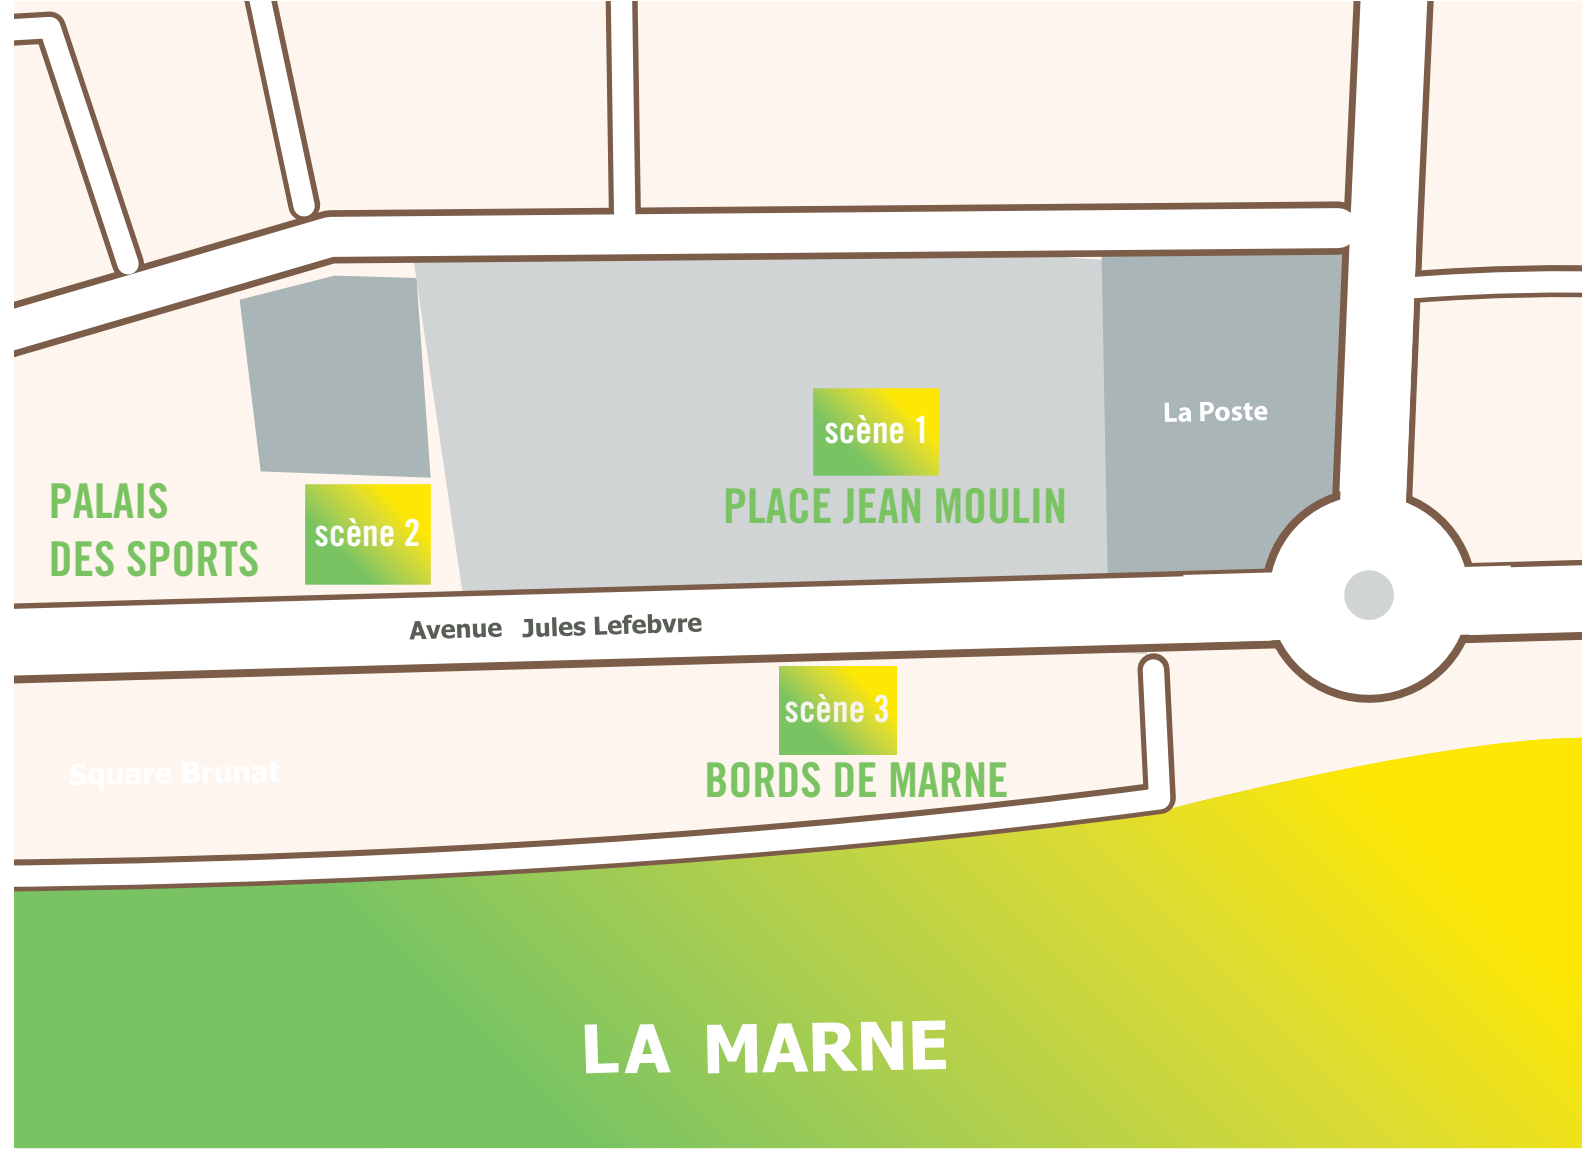 scène 1
La Poste
PLACE JEAN MOULIN
PALAIS
DES SPORTS
scène 2
Avenue Jules Lefebvre
scène 3
BORDS DE MARNE
Square Brunat
LA MARNE